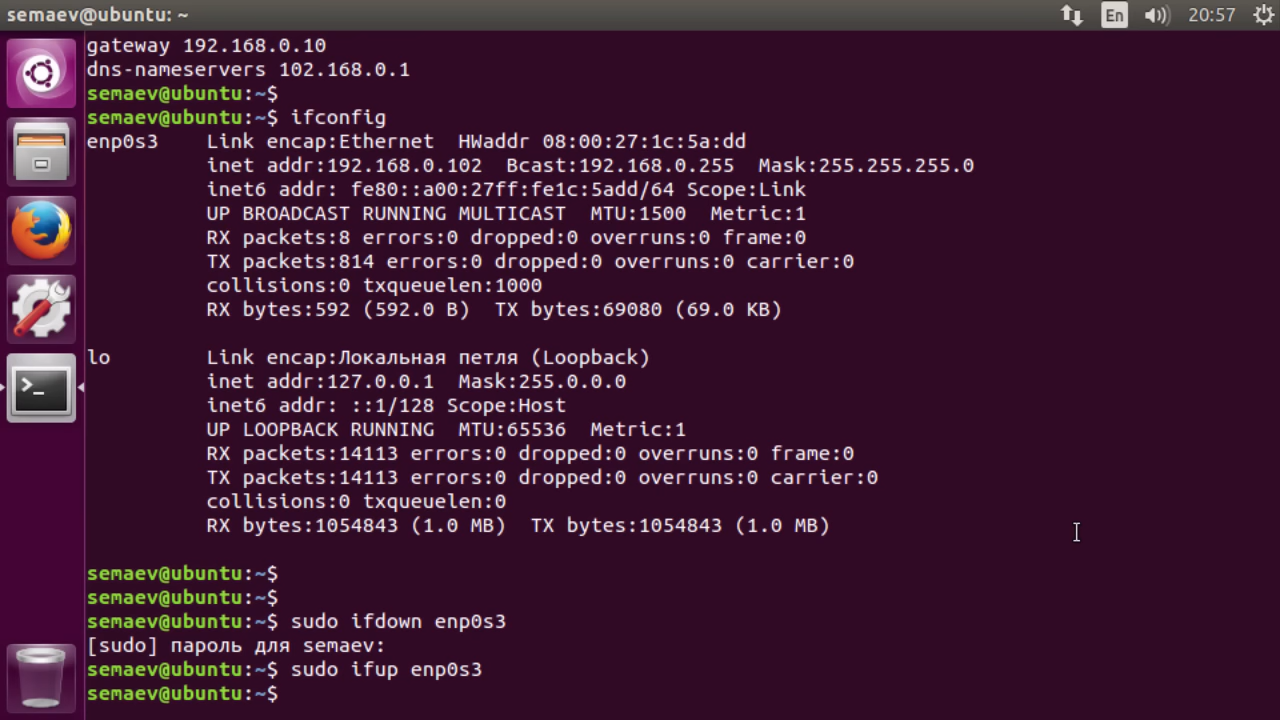 semaev@ubuntu: ~
En
20:57
gateway 192.168.0.10
dns-nameservers 102.168.0.1
semaev@ubuntu:~$
semaev@ubuntu:~$ ifconfig
enp0s3    Link encap:Ethernet  HWaddr 08:00:27:1c:5a:dd
          inet addr:192.168.0.102  Bcast:192.168.0.255  Mask:255.255.255.0
          inet6 addr: fe80::a00:27ff:fe1c:5add/64 Scope:Link
          UP BROADCAST RUNNING MULTICAST  MTU:1500  Metric:1
          RX packets:8 errors:0 dropped:0 overruns:0 frame:0
          TX packets:814 errors:0 dropped:0 overruns:0 carrier:0
          collisions:0 txqueuelen:1000
          RX bytes:592 (592.0 B)  TX bytes:69080 (69.0 KB)
lo        Link encap:Локальная петля (Loopback)
          inet addr:127.0.0.1  Mask:255.0.0.0
          inet6 addr: ::1/128 Scope:Host
          UP LOOPBACK RUNNING  MTU:65536  Metric:1
          RX packets:14113 errors:0 dropped:0 overruns:0 frame:0
          TX packets:14113 errors:0 dropped:0 overruns:0 carrier:0
          collisions:0 txqueuelen:0
          RX bytes:1054843 (1.0 MB)  TX bytes:1054843 (1.0 MB)
semaev@ubuntu:~$
semaev@ubuntu:~$
semaev@ubuntu:~$ sudo ifdown enp0s3
[sudo] пароль для semaev:
semaev@ubuntu:~$ sudo ifup enp0s3
semaev@ubuntu:~$